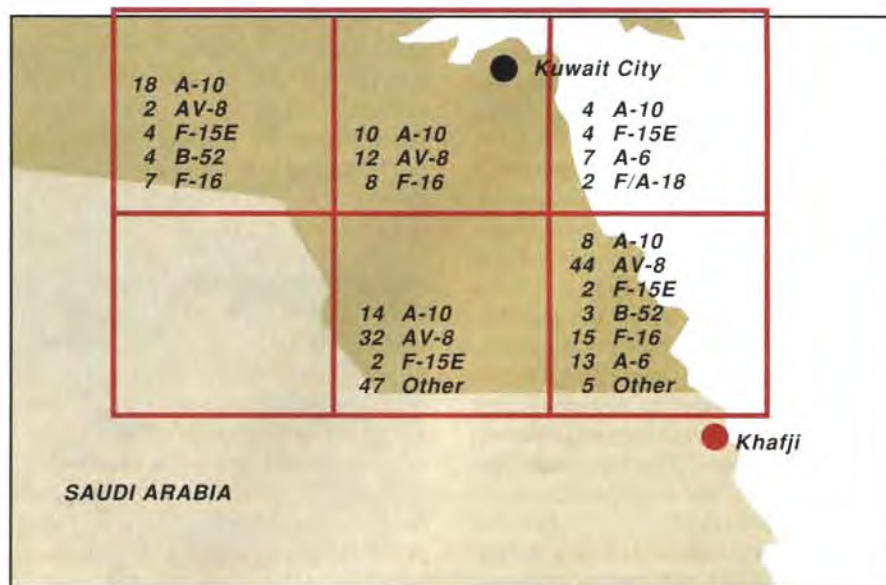 18 A-10
2 AV-8
4 F-15E
4 B-52
7 F-16
10 A-10
12 AV-8
8 F-16
Kuwait City
4 A-10
4 F-15E
7 A-6
2 F/A-18
14 A-10
32 AV-8
2 F-15E
47 Other
8 A-10
44 AV-8
2 F-15E
3 B-52
15 F-16
13 A-6
5 Other
Khafji
SAUDI ARABIA